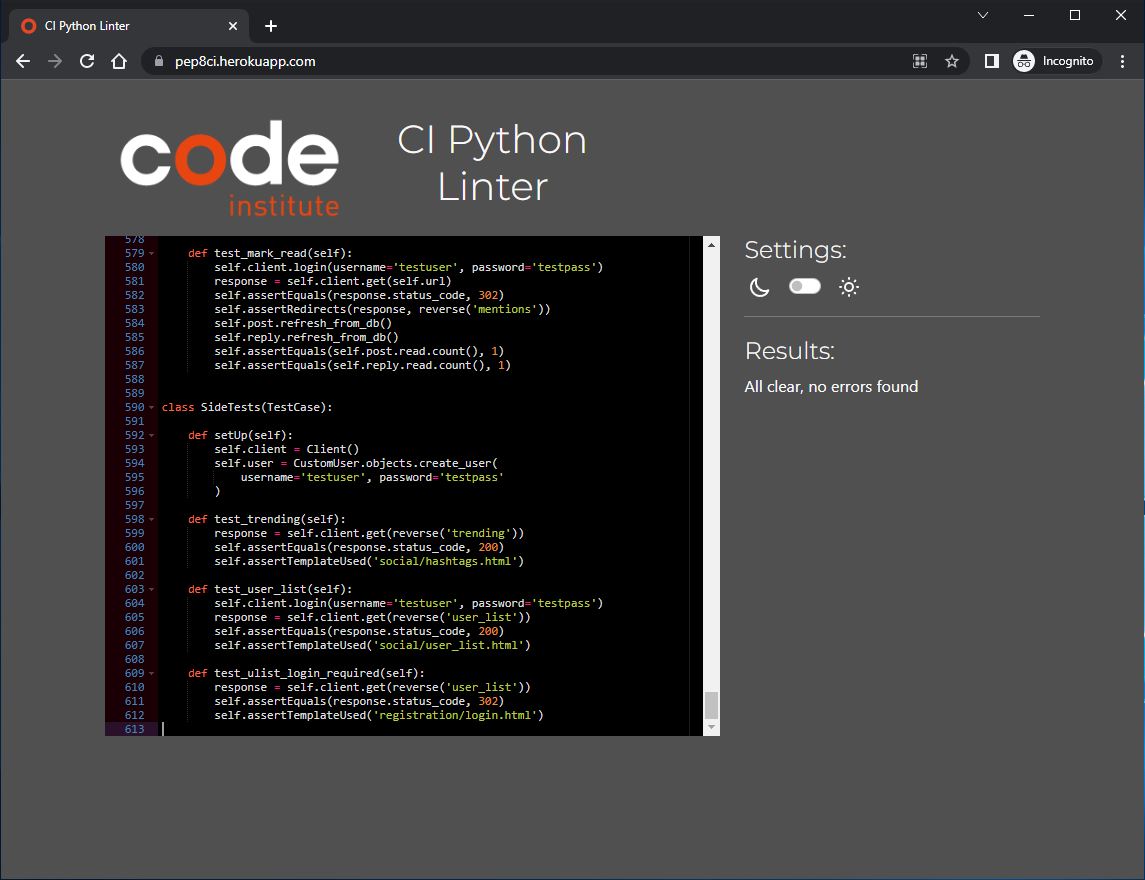 CI Python Linter
pep8ci.herokuapp.com
Incognito
code
institute
CI Python
Linter
578
579 def test_mark_read(self):
580 self.client.login(username='testuser', password='testpass')
581 response = self.client.get(self.url)
582 self.assertEquals(response.status_code, 302)
583 self.assertRedirects(response, reverse('mentions'))
584 self.post.refresh_from_db()
585 self.reply.refresh_from_db()
586 self.assertEquals(self.post.read.count(), 1)
587 self.assertEquals(self.reply.read.count(), 1)
588
589
590 class SideTests(TestCase):
591
592 def setUp(self):
593 self.client = Client()
594 self.user = CustomUser.objects.create_user(
595 username='testuser', password='testpass'
596 )
597
598 def test_trending(self):
599 response = self.client.get(reverse('trending'))
600 self.assertEquals(response.status_code, 200)
601 self.assertTemplateUsed('social/hashtags.html')
602
603 def test_user_list(self):
604 self.client.login(username='testuser', password='testpass')
605 response = self.client.get(reverse('user_list'))
606 self.assertEquals(response.status_code, 200)
607 self.assertTemplateUsed('social/user_list.html')
608
609 def test_ulist_login_required(self):
610 response = self.client.get(reverse('user_list'))
611 self.assertEquals(response.status_code, 302)
612 self.assertTemplateUsed('registration/login.html')
613
Settings:
Results:
All clear, no errors found